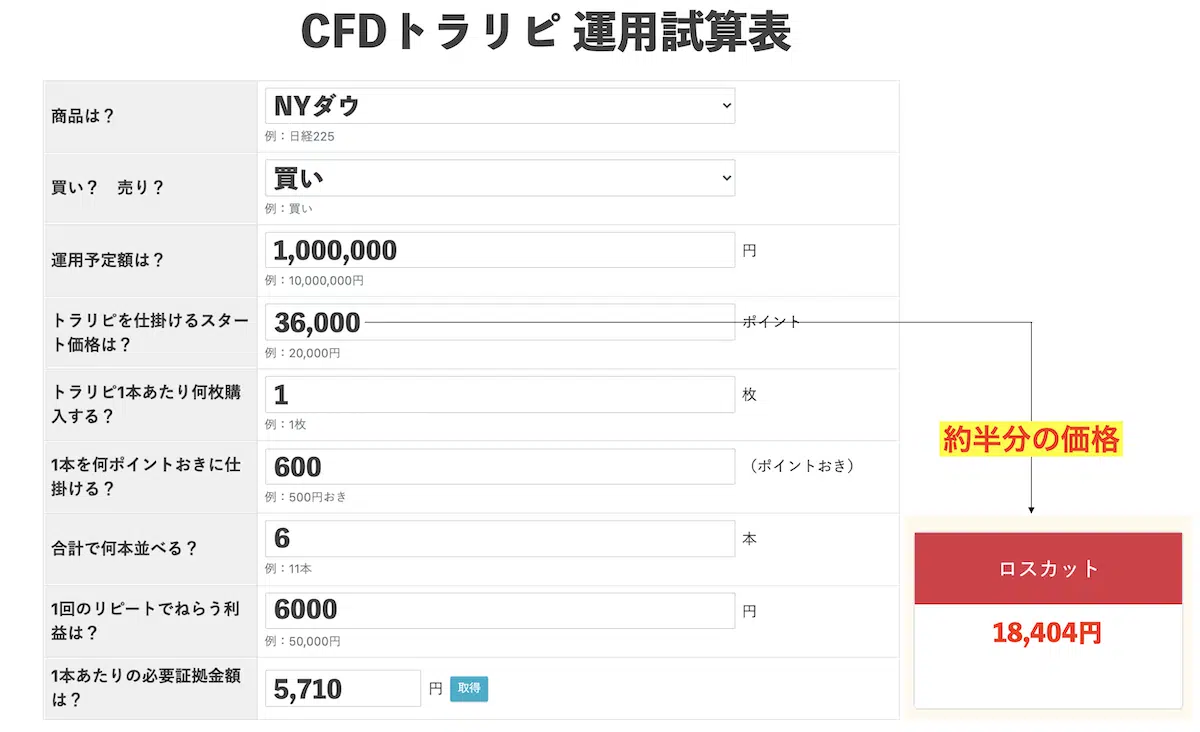 CFDトラリピ 運用試算表
商品は？
NYダウ
例：日経225
買い？　売り？
買い
例：買い
運用予定額は？
1,000,000
円
例：10,000,000円
トラリピを仕掛けるスター
ト価格は？
36,000
ポイント
例：20,000円
トラリピ1本あたり何枚購
入する？
1
枚
例：1枚
1本を何ポイントおきに仕
掛ける？
600
（ポイントおき）
例：500円おき
合計で何本並べる？
6
本
例：11本
1回のリピートでねらう利
益は？
6000
円
例：50,000円
1本あたりの必要証拠金額
は？
5,710
円
取得
約半分の価格
ロスカット
18,404円